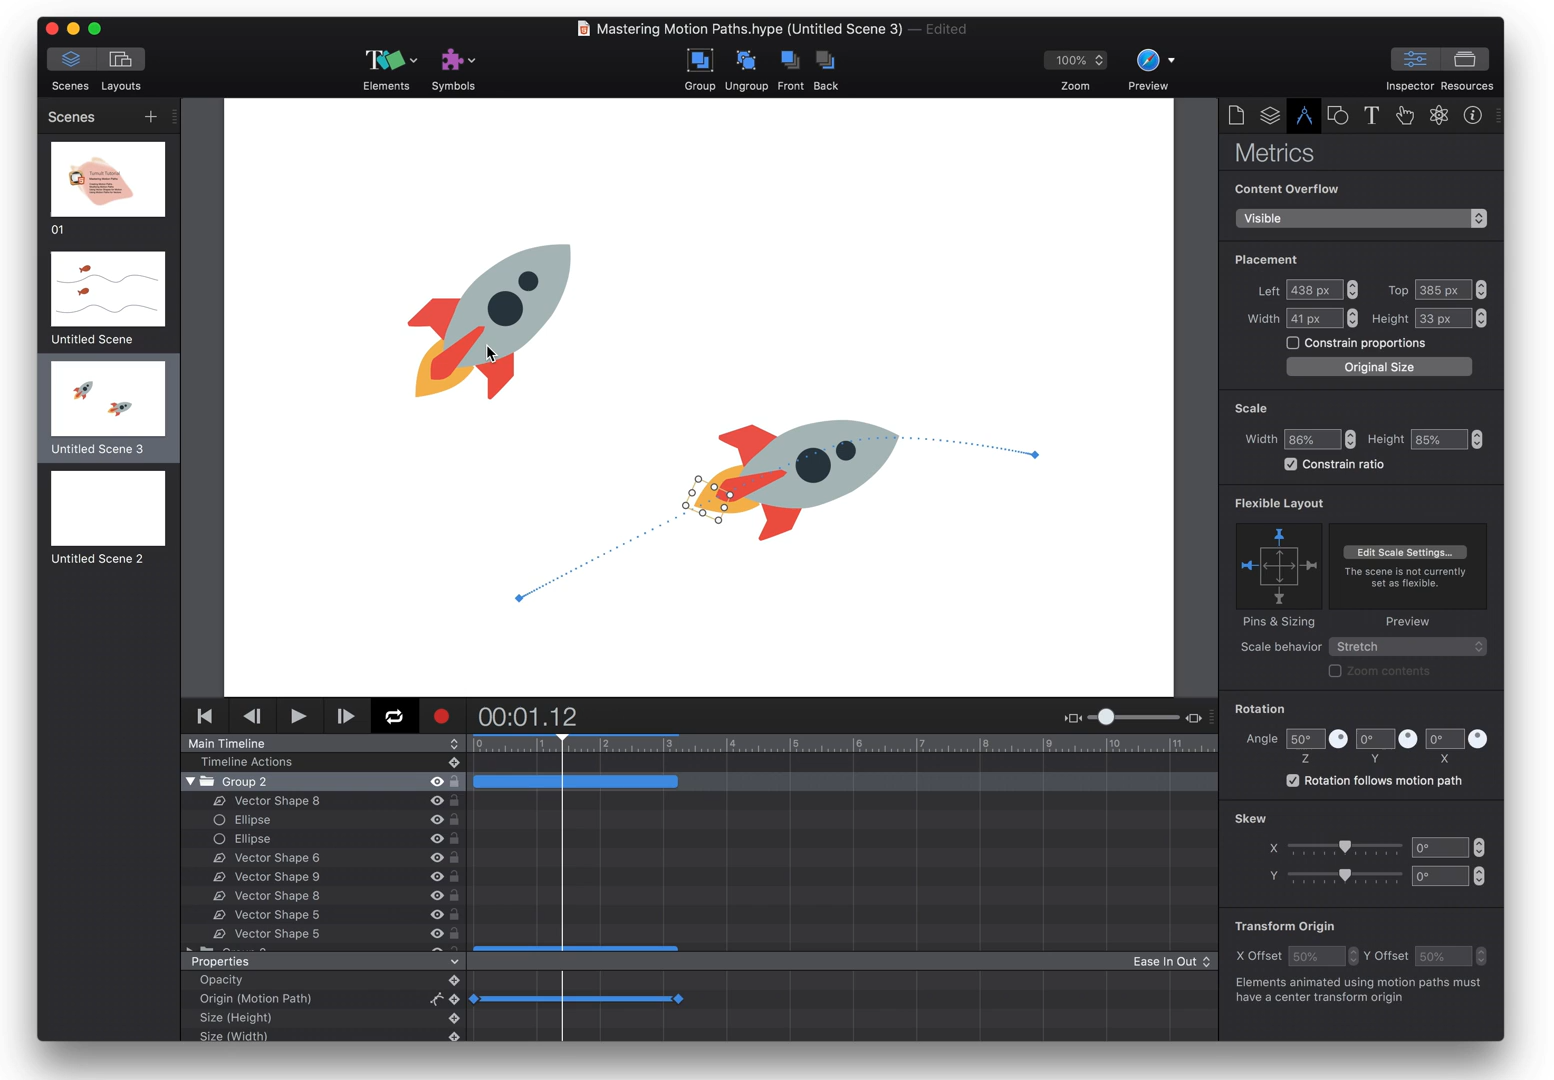 Mastering Motion Paths.hype (Untitled Scene 3) — Edited
Scenes
Layouts
Elements
Symbols
Group
Ungroup
Front
Back
100%
Zoom
Preview
Inspector
Resources
Scenes
Tumult Tutorial
01
Untitled Scene
Untitled Scene 3
Untitled Scene 2
Metrics
Content Overflow
Visible
Placement
Left 438 px Top 385 px
Width 41 px Height 33 px
Constrain proportions
Original Size
Scale
Width 86% Height 85%
Constrain ratio
Flexible Layout
Edit Scale Settings...
The scene is not currently
set as flexible.
Pins & Sizing
Preview
Scale behavior Stretch
Zoom contents
Rotation
Angle 50° 0° 0°
Z Y X
Rotation follows motion path
Skew
X 0°
Y 0°
Transform Origin
X Offset 50% Y Offset 50%
Elements animated using motion paths must
have a center transform origin
00:01.12
Main Timeline
0 1 2 3 4 5 6 7 8 9 10 11
Timeline Actions
Group 2
Vector Shape 8
Ellipse
Ellipse
Vector Shape 6
Vector Shape 9
Vector Shape 8
Vector Shape 5
Vector Shape 5
Properties
Ease In Out
Opacity
Origin (Motion Path)
Size (Height)
Size (Width)